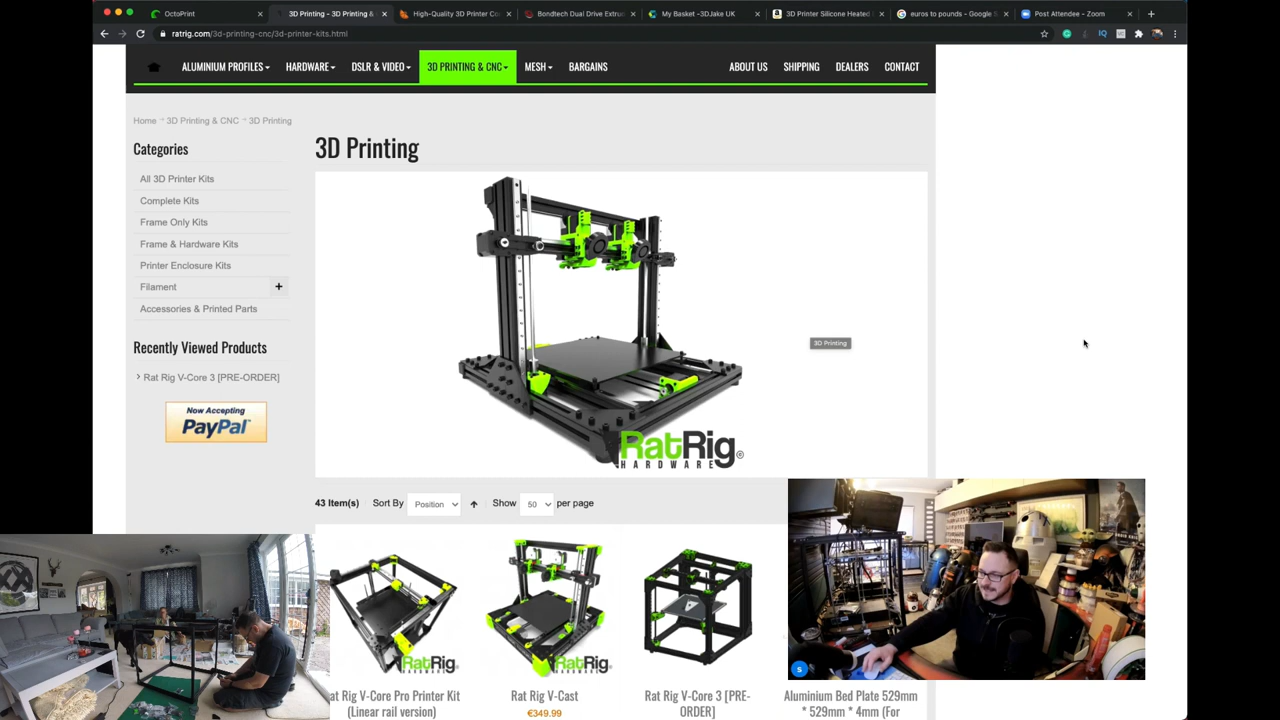 OctoPrint
3D Printing – 3D Printing &
High-Quality 3D Printer Co
Bondtech Dual Drive Extru
My Basket -3DJake UK
3D Printer Silicone Heated
euros to pounds - Google S
Post Attendee - Zoom
ratrig.com/3d-printing-cnc/3d-printer-kits.html
ALUMINIUM PROFILES
HARDWARE
DSLR & VIDEO
3D PRINTING & CNC
MESH
BARGAINS
ABOUT US
SHIPPING
DEALERS
CONTACT
Home
3D Printing & CNC
3D Printing
Categories
All 3D Printer Kits
Complete Kits
Frame Only Kits
Frame & Hardware Kits
Printer Enclosure Kits
Filament +
Accessories & Printed Parts
Recently Viewed Products
Rat Rig V-Core 3 [PRE-ORDER]
Now Accepting
PayPal
3D Printing
3D Printing
RatRig
HARDWARE
43 Item(s) Sort By Position Show 50 per page
RatRig
RatRig
RatRig
at Rig V-Core Pro Printer Kit
(Linear rail version)
Rat Rig V-Cast
€349.99
Rat Rig V-Core 3 [PRE-
ORDER]
Aluminium Bed Plate 529mm
* 529mm * 4mm (For
s